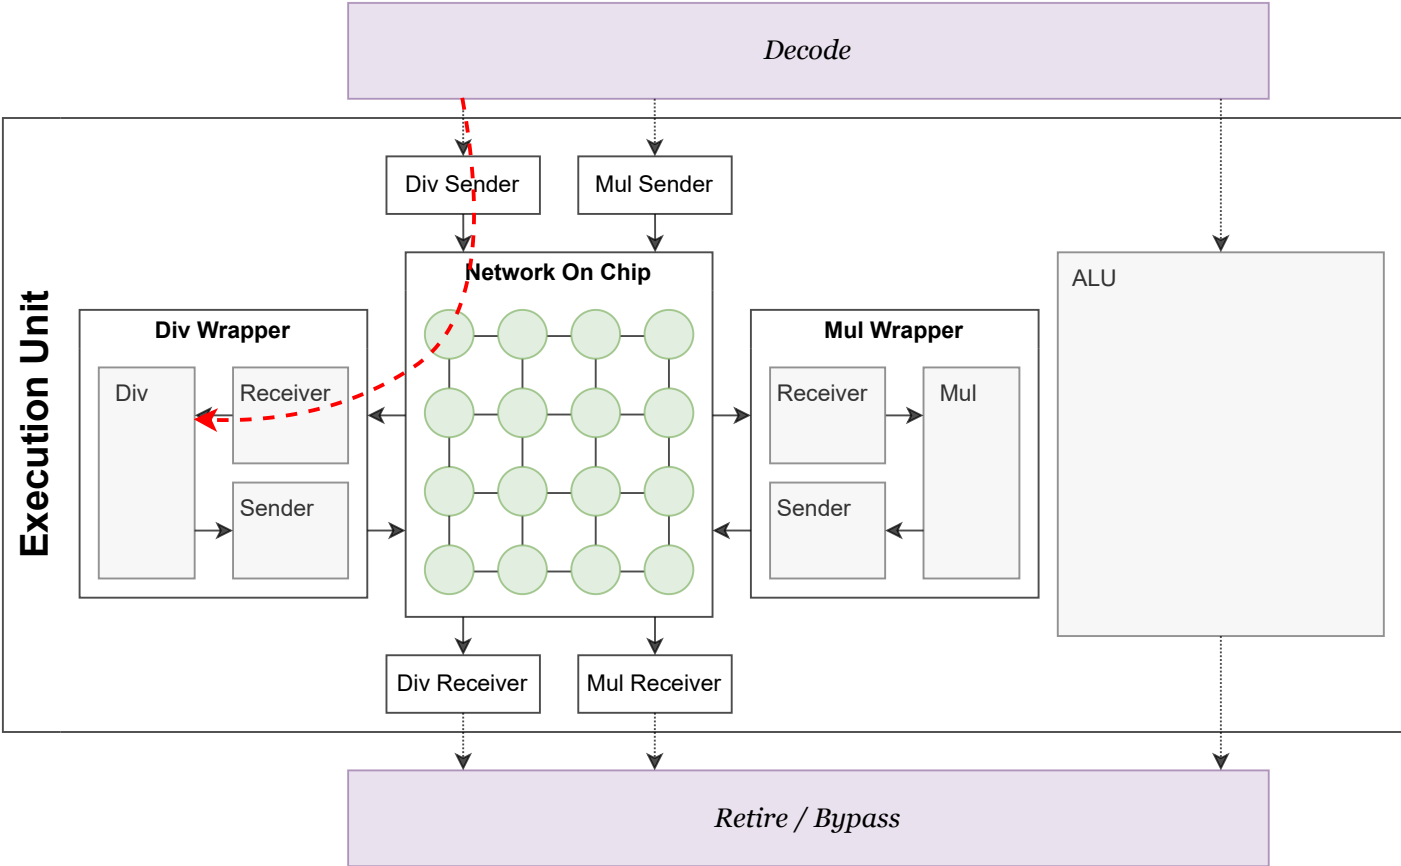 Decode
Div Sender
Mul Sender
Network On Chip
ALU
Execution Unit
Div Wrapper
Mul Wrapper
Div
Receiver
Receiver
Mul
Sender
Sender
Div Receiver
Mul Receiver
Retire / Bypass